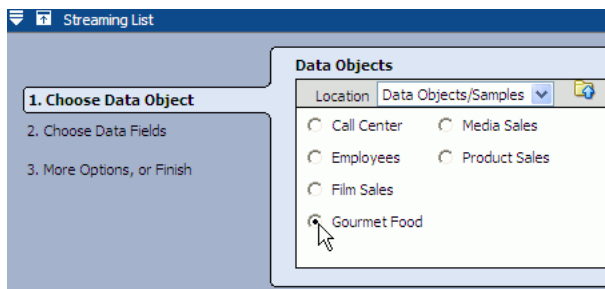 Streaming List
Data Objects
Location Data Objects/Samples
1. Choose Data Object
2. Choose Data Fields
3. More Options, or Finish
Call Center Media Sales
Employees Product Sales
Film Sales
Gourmet Food